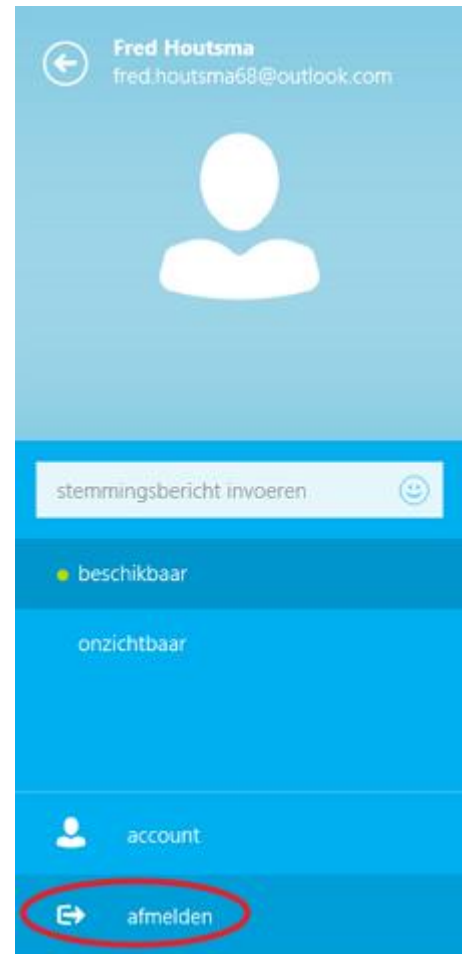 Fred Houtsma
fred.houtsma68@outlook.com
stemmingsbericht invoeren
beschikbaar
onzichtbaar
account
afmelden